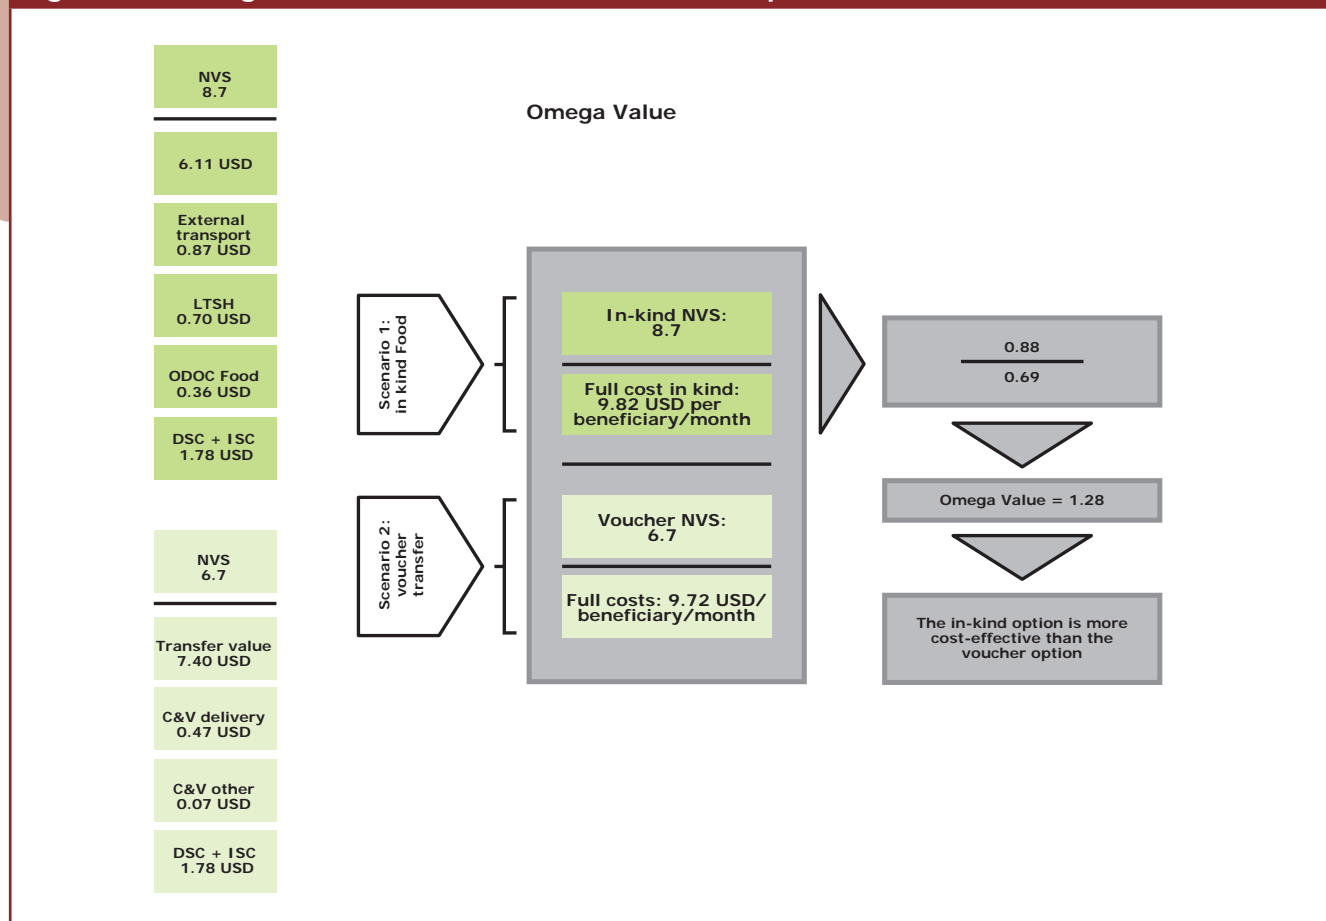 NVS
8.7
6.11 USD
External
transport
0.87 USD
LTSH
0.70 USD
ODOC Food
0.36 USD
DSC + ISC
1.78 USD
NVS
6.7
Transfer value
7.40 USD
C&V delivery
0.47 USD
C&V other
0.07 USD
DSC + ISC
1.78 USD
Omega Value
Scenario 1:
in kind Food
In-kind NVS:
8.7
Full cost in kind:
9.82 USD per
beneficiary/month
Scenario 2:
voucher
transfer
Voucher NVS:
6.7
Full costs: 9.72 USD/
beneficiary/month
0.88
0.69
Omega Value = 1.28
The in-kind option is more
cost-effective than the
voucher option